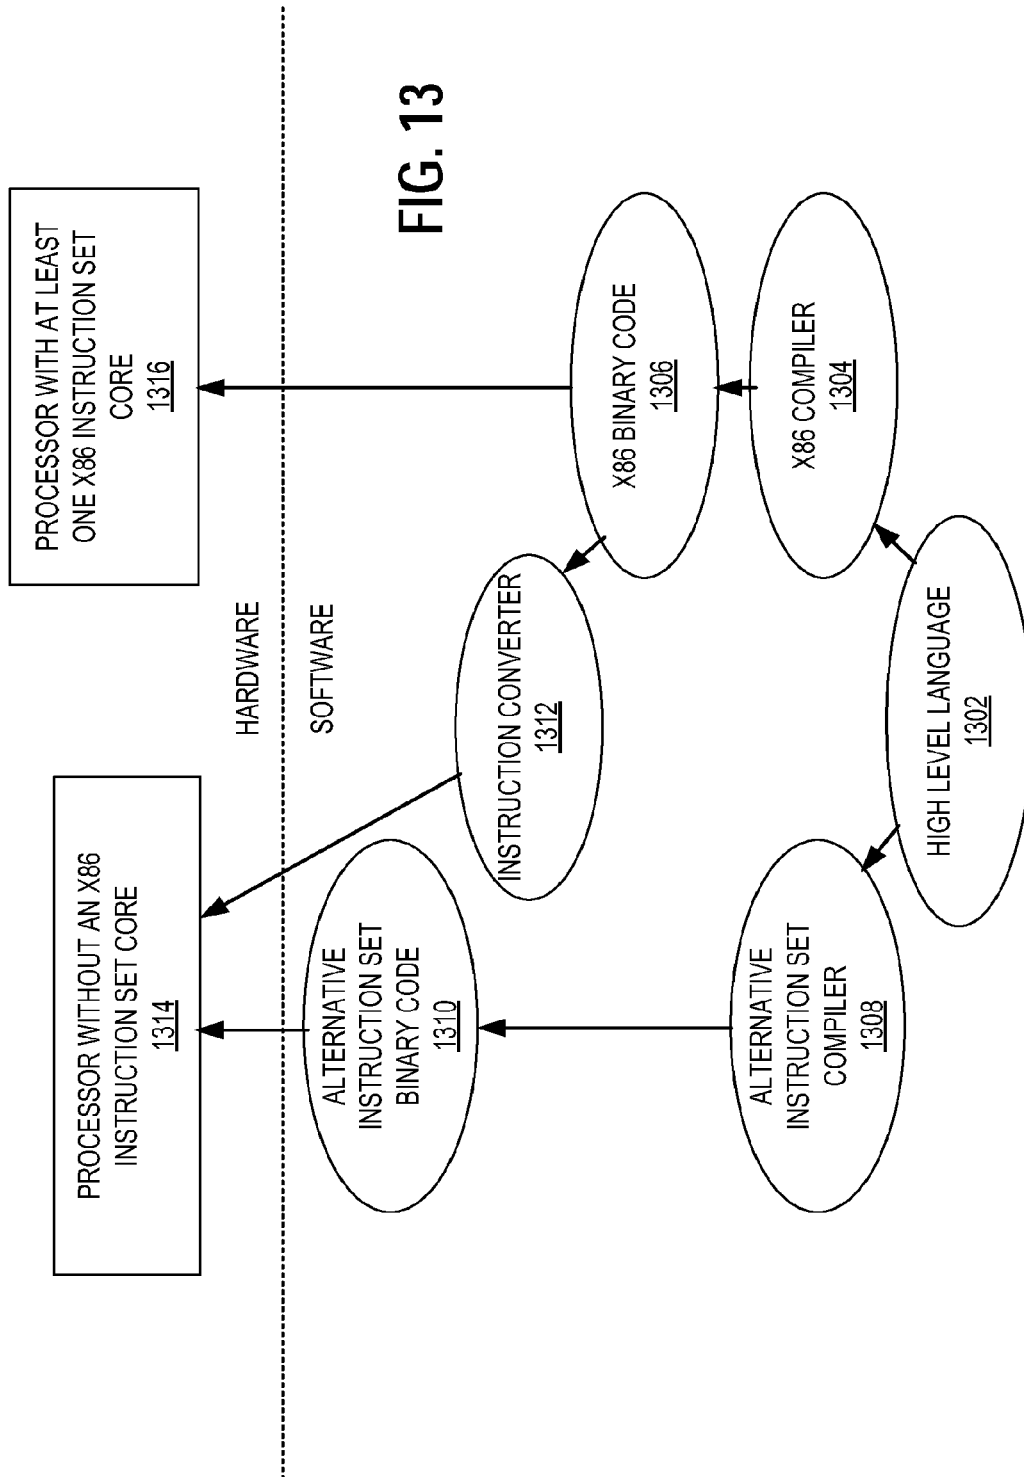 PROCESSOR WITHOUT AN X86
INSTRUCTION SET CORE
1314
PROCESSOR WITH AT LEAST
ONE X86 INSTRUCTION SET
CORE
1316
HARDWARE
SOFTWARE
ALTERNATIVE
INSTRUCTION SET
BINARY CODE
1310
FIG. 13
INSTRUCTION CONVERTER
1312
X86 BINARY CODE
1306
ALTERNATIVE
INSTRUCTION SET
COMPILER
1308
X86 COMPILER
1304
HIGH LEVEL LANGUAGE
1302